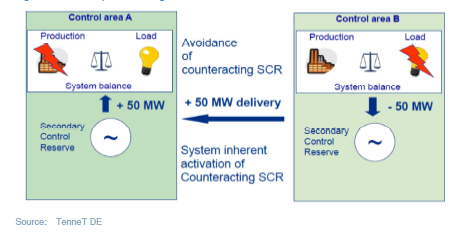 Control area A
Production
Load
System balance
+ 50 MW
Secondary
Control
Reserve
~
Avoidance
of
counteracting SCR
+ 50 MW delivery
System inherent
activation of
Counteracting SCR
Control area B
Production
Load
System balance
- 50 MW
Secondary
Control
Reserve
~
Source: TenneT DE